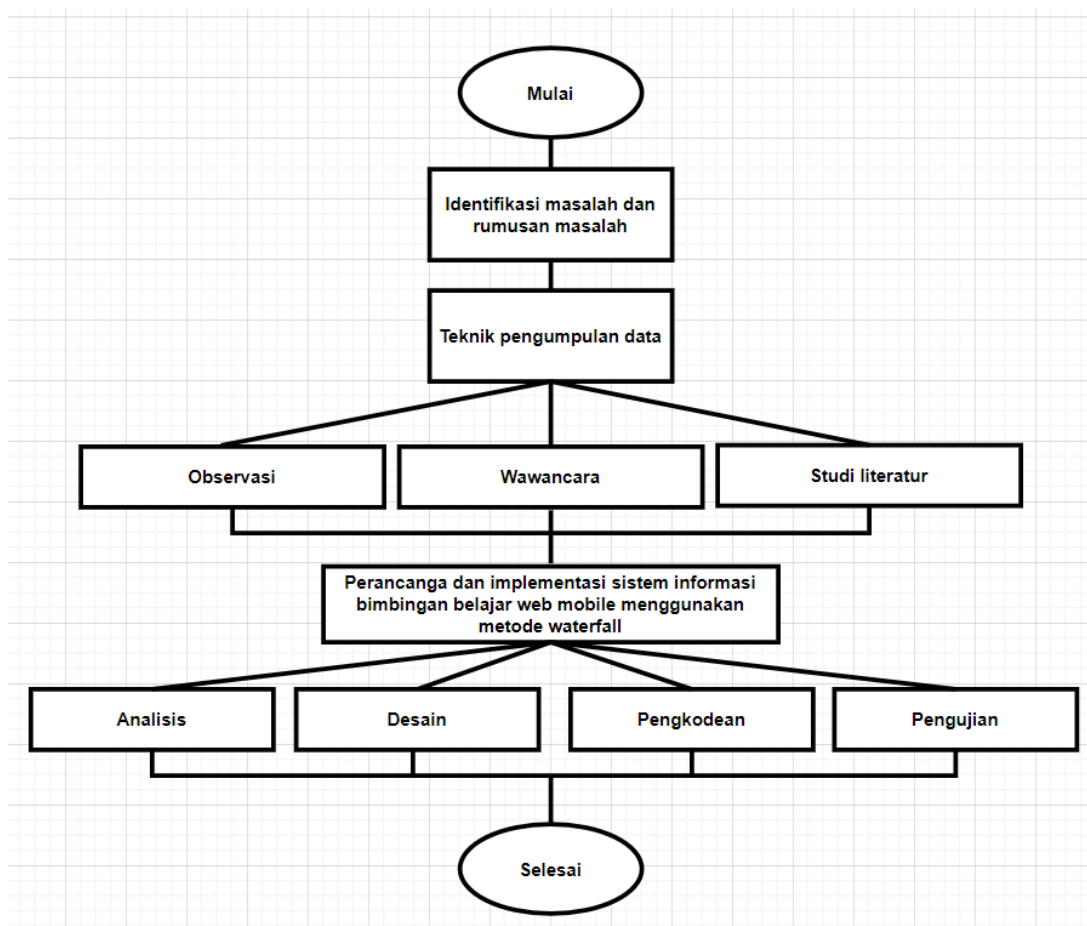 Mulai
Identifikasi masalah dan
rumusan masalah
Teknik pengumpulan data
Observasi
Wawancara
Studi literatur
Perancanga dan implementasi sistem informasi
bimbingan belajar web mobile menggunakan
metode waterfall
Analisis
Desain
Pengkodean
Pengujian
Selesai